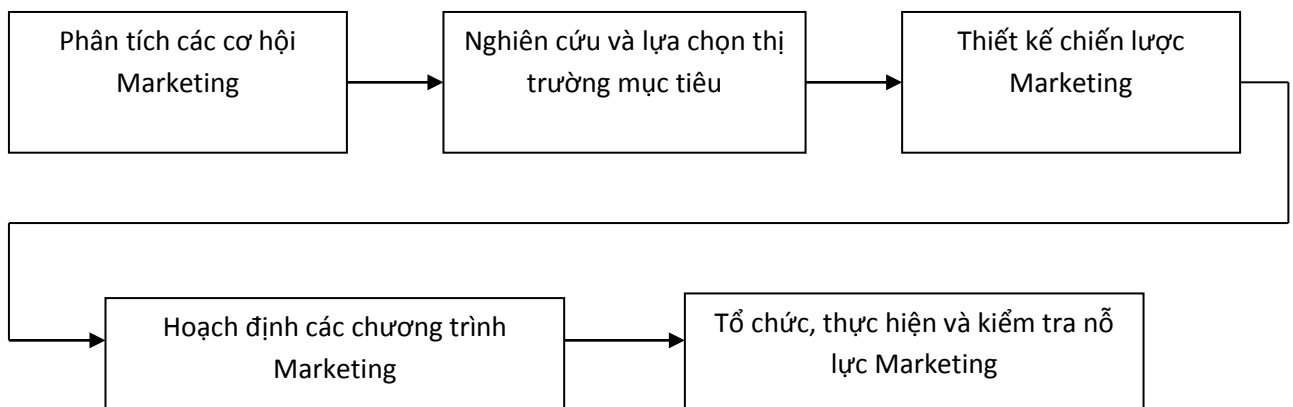 Phân tích các cơ hội
Marketing
Nghiên cứu và lựa chọn thị
trường mục tiêu
Thiết kế chiến lược
Marketing
Hoạch định các chương trình
Marketing
Tổ chức, thực hiện và kiểm tra nỗ
lực Marketing